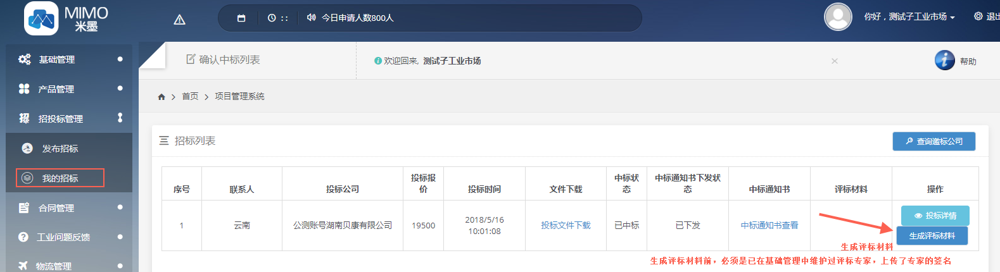 MIMO
米墨
: :
今日申请人数800人
你好，测试子工业市场
退出
基础管理
产品管理
招投标管理
发布招标
我的招标
合同管理
工业问题反馈
物流管理
确认中标列表
欢迎回来, 测试子工业市场
×
帮助
首页
项目管理系统
招标列表
查询邀标公司
序号
联系人
投标公司
投标报价
投标时间
文件下载
中标状态
中标通知书下发状态
中标通知书
评标材料
操作
1
云南
公测账号湖南贝康有限公司
19500
2018/5/16
10:01:08
投标文件下载
已中标
已下发
中标通知书查看
投标详情
生成评标材料
生成评标材料
生成评标材料前，必须是已在基础管理中维护过评标专家，上传了专家的签名